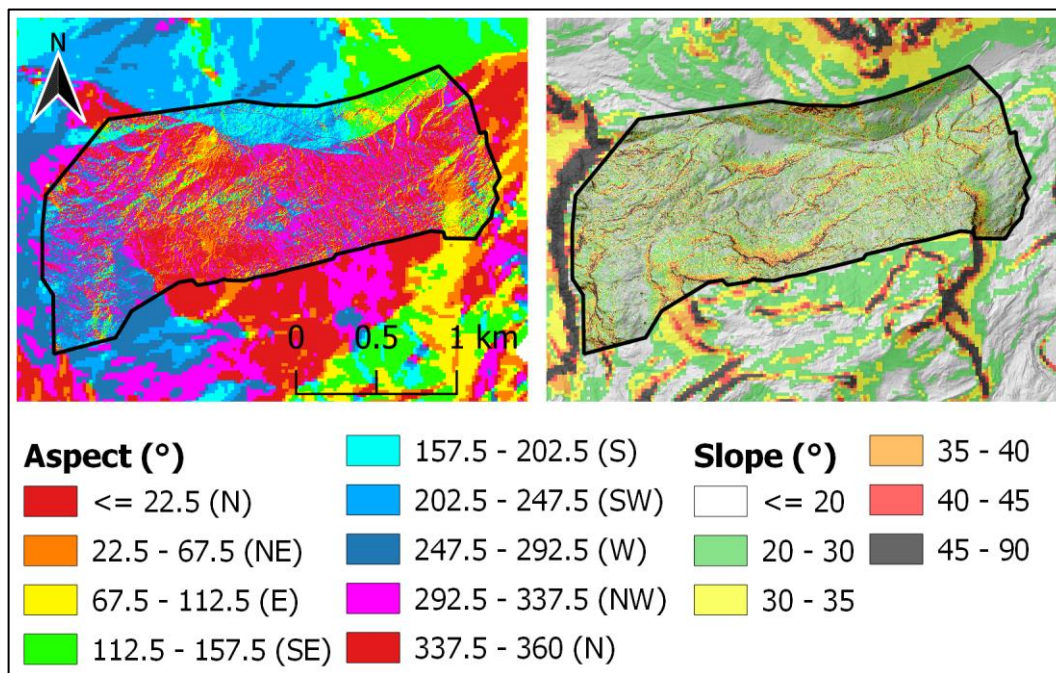 N
0 0.5 1 km
Aspect (°)
<= 22.5 (N)
22.5 - 67.5 (NE)
67.5 - 112.5 (E)
112.5 - 157.5 (SE)
157.5 - 202.5 (S)
202.5 - 247.5 (SW)
247.5 - 292.5 (W)
292.5 - 337.5 (NW)
337.5 - 360 (N)
Slope (°)
<= 20
20 - 30
30 - 35
35 - 40
40 - 45
45 - 90